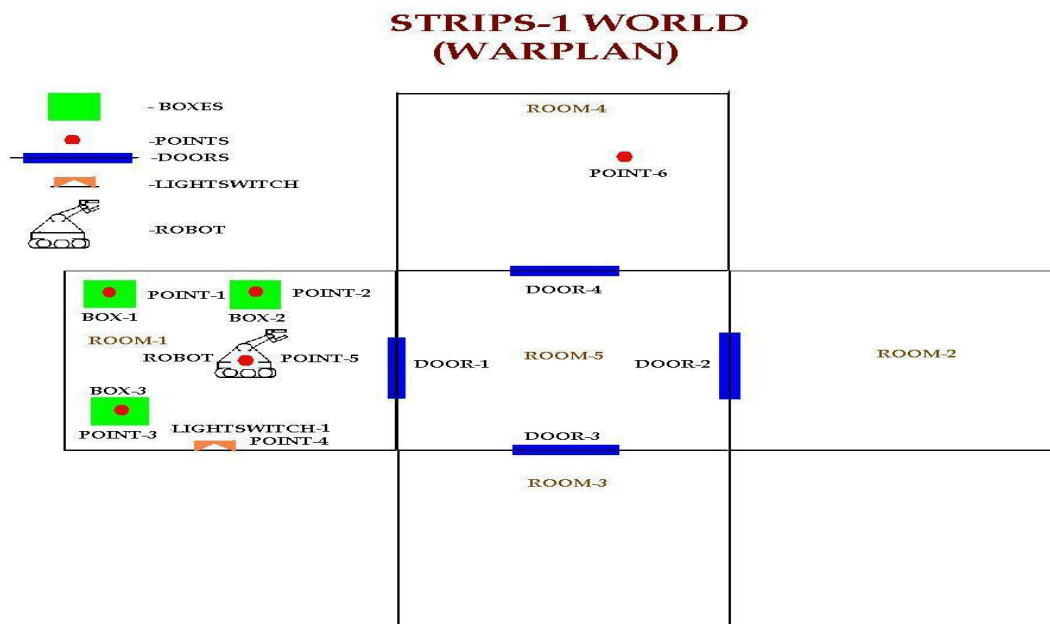 STRIPS-1 WORLD
(WARPLAN)
- BOXES
-POINTS
-DOORS
-LIGHTSWITCH
-ROBOT
ROOM-4
POINT-6
DOOR-4
POINT-1
POINT-2
BOX-1
BOX-2
ROOM-1
ROBOT
POINT-5
DOOR-1
ROOM-5
DOOR-2
ROOM-2
BOX-3
POINT-3
LIGHTSWITCH-1
POINT-4
DOOR-3
ROOM-3